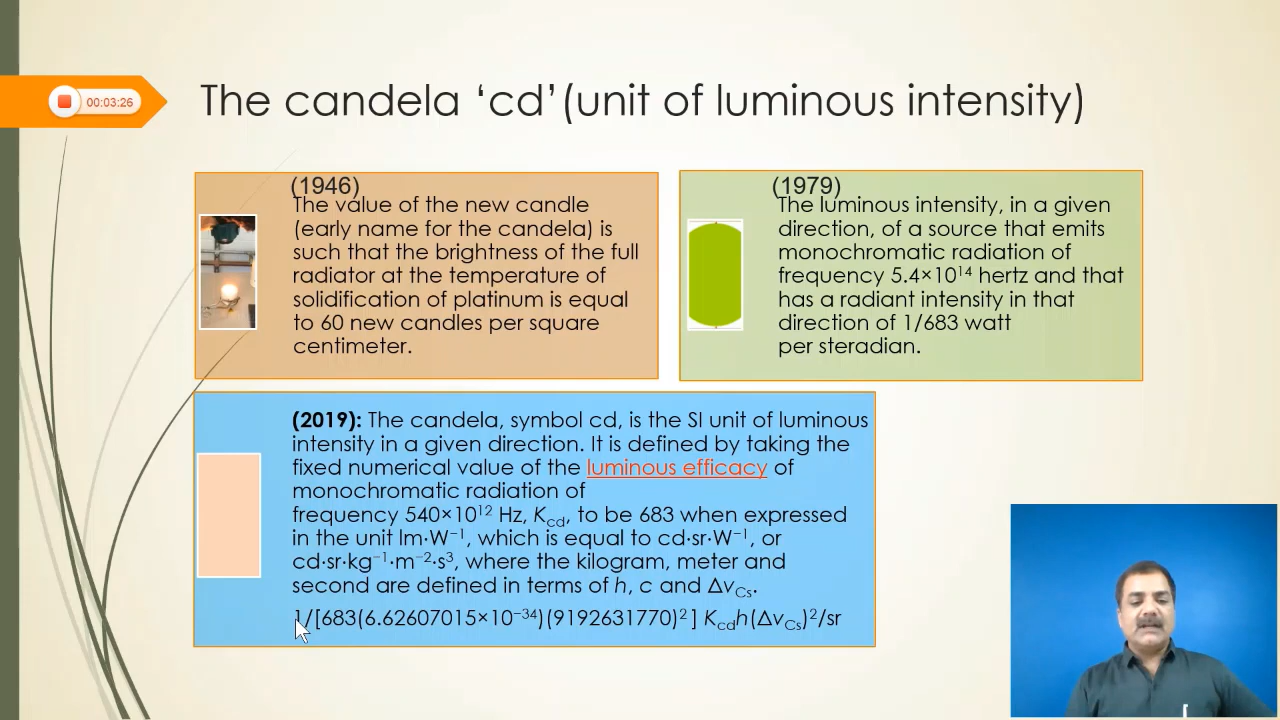 00:03:26
The candela ‘cd’(unit of luminous intensity)
(1946)
The value of the new candle
(early name for the candela) is
such that the brightness of the full
radiator at the temperature of
solidification of platinum is equal
to 60 new candles per square
centimeter.
(1979)
The luminous intensity, in a given
direction, of a source that emits
monochromatic radiation of
frequency 5.4×10¹⁴ hertz and that
has a radiant intensity in that
direction of 1/683 watt
per steradian.
(2019): The candela, symbol cd, is the SI unit of luminous
intensity in a given direction. It is defined by taking the
fixed numerical value of the luminous efficacy of
monochromatic radiation of
frequency 540×10¹² Hz, K_cd, to be 683 when expressed
in the unit lm·W⁻¹, which is equal to cd·sr·W⁻¹, or
cd·sr·kg⁻¹·m⁻²·s³, where the kilogram, meter and
second are defined in terms of h, c and Δν_Cs.
1/[683(6.62607015×10⁻³⁴)(9192631770)²] K_cd h(Δν_Cs)²/sr